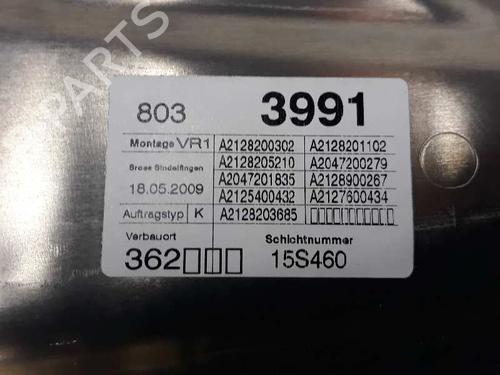 PARTS
803 3991
Montage VR1 A2128200302 A2128201102
Grose Sindelfingen A2128205210 A2047200279
A2047201835 A2128900267
18.05.2009 A2125400432 A2127600434
Auftragstyp K A2128203685 □□□□□□□□□□□
Verbauort Schichtnummer
362□□□ 15S460